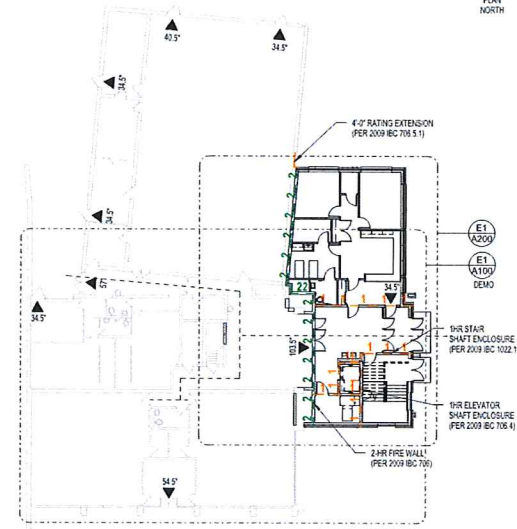 PLAN
NORTH
40.5"
34.5"
34.5"
4'-0" RATING EXTENSION
(PER 2009 IBC 706.5.1)
34.5"
57"
34.5"
E1
A200
E1
A100
DEMO
22
34.5"
103.5"
1HR STAIR
SHAFT ENCLOSURE
(PER 2009 IBC 1022.1
1HR ELEVATOR
SHAFT ENCLOSURE
(PER 2009 IBC 706.4)
2-HR FIRE WALL
(PER 2009 IBC 706)
54.5"